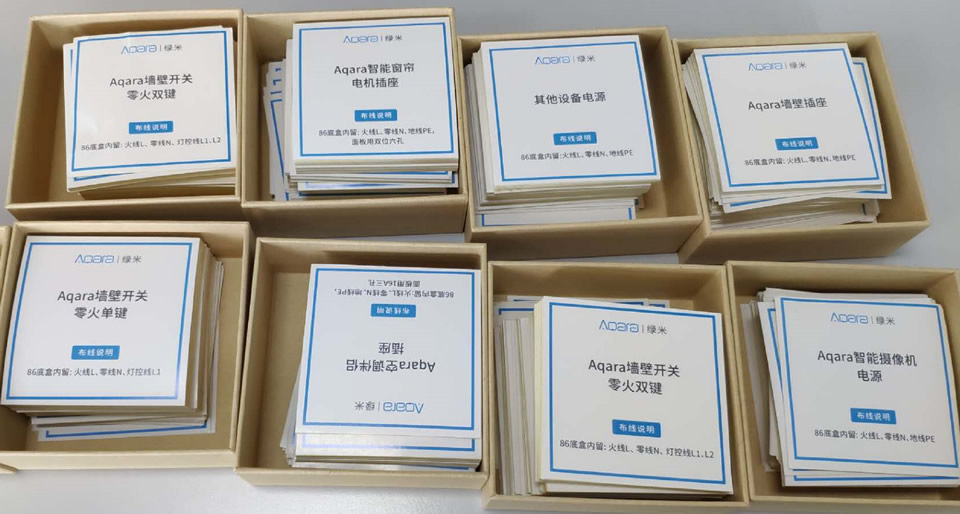 Aqara | 绿米
Aqara墙壁开关
零火双键
布线说明
86底盒内留: 火线L、零线N、灯控线L1、L2
Aqara | 绿米
Aqara智能窗帘
电机插座
布线说明
86底盒内留: 火线L、零线N、地线PE,
面板用双位六孔
Aqara | 绿米
其他设备电源
布线说明
86底盒内留: 火线L、零线N、地线PE
Aqara | 绿米
Aqara墙壁插座
布线说明
86底盒内留: 火线L、零线N、地线PE
Aqara | 绿米
Aqara墙壁开关
零火单键
布线说明
86底盒内留: 火线L、零线N、灯控线L1
Aqara | 绿米
Aqara空调伴侣
插座
布线说明
86底盒内留: 火线L、零线N、地线PE,
面板用16A三孔
Aqara | 绿米
Aqara墙壁开关
零火双键
布线说明
86底盒内留: 火线L、零线N、灯控线L1、L2
Aqara | 绿米
Aqara智能摄像机
电源
布线说明
86底盒内留: 火线L、零线N、地线PE